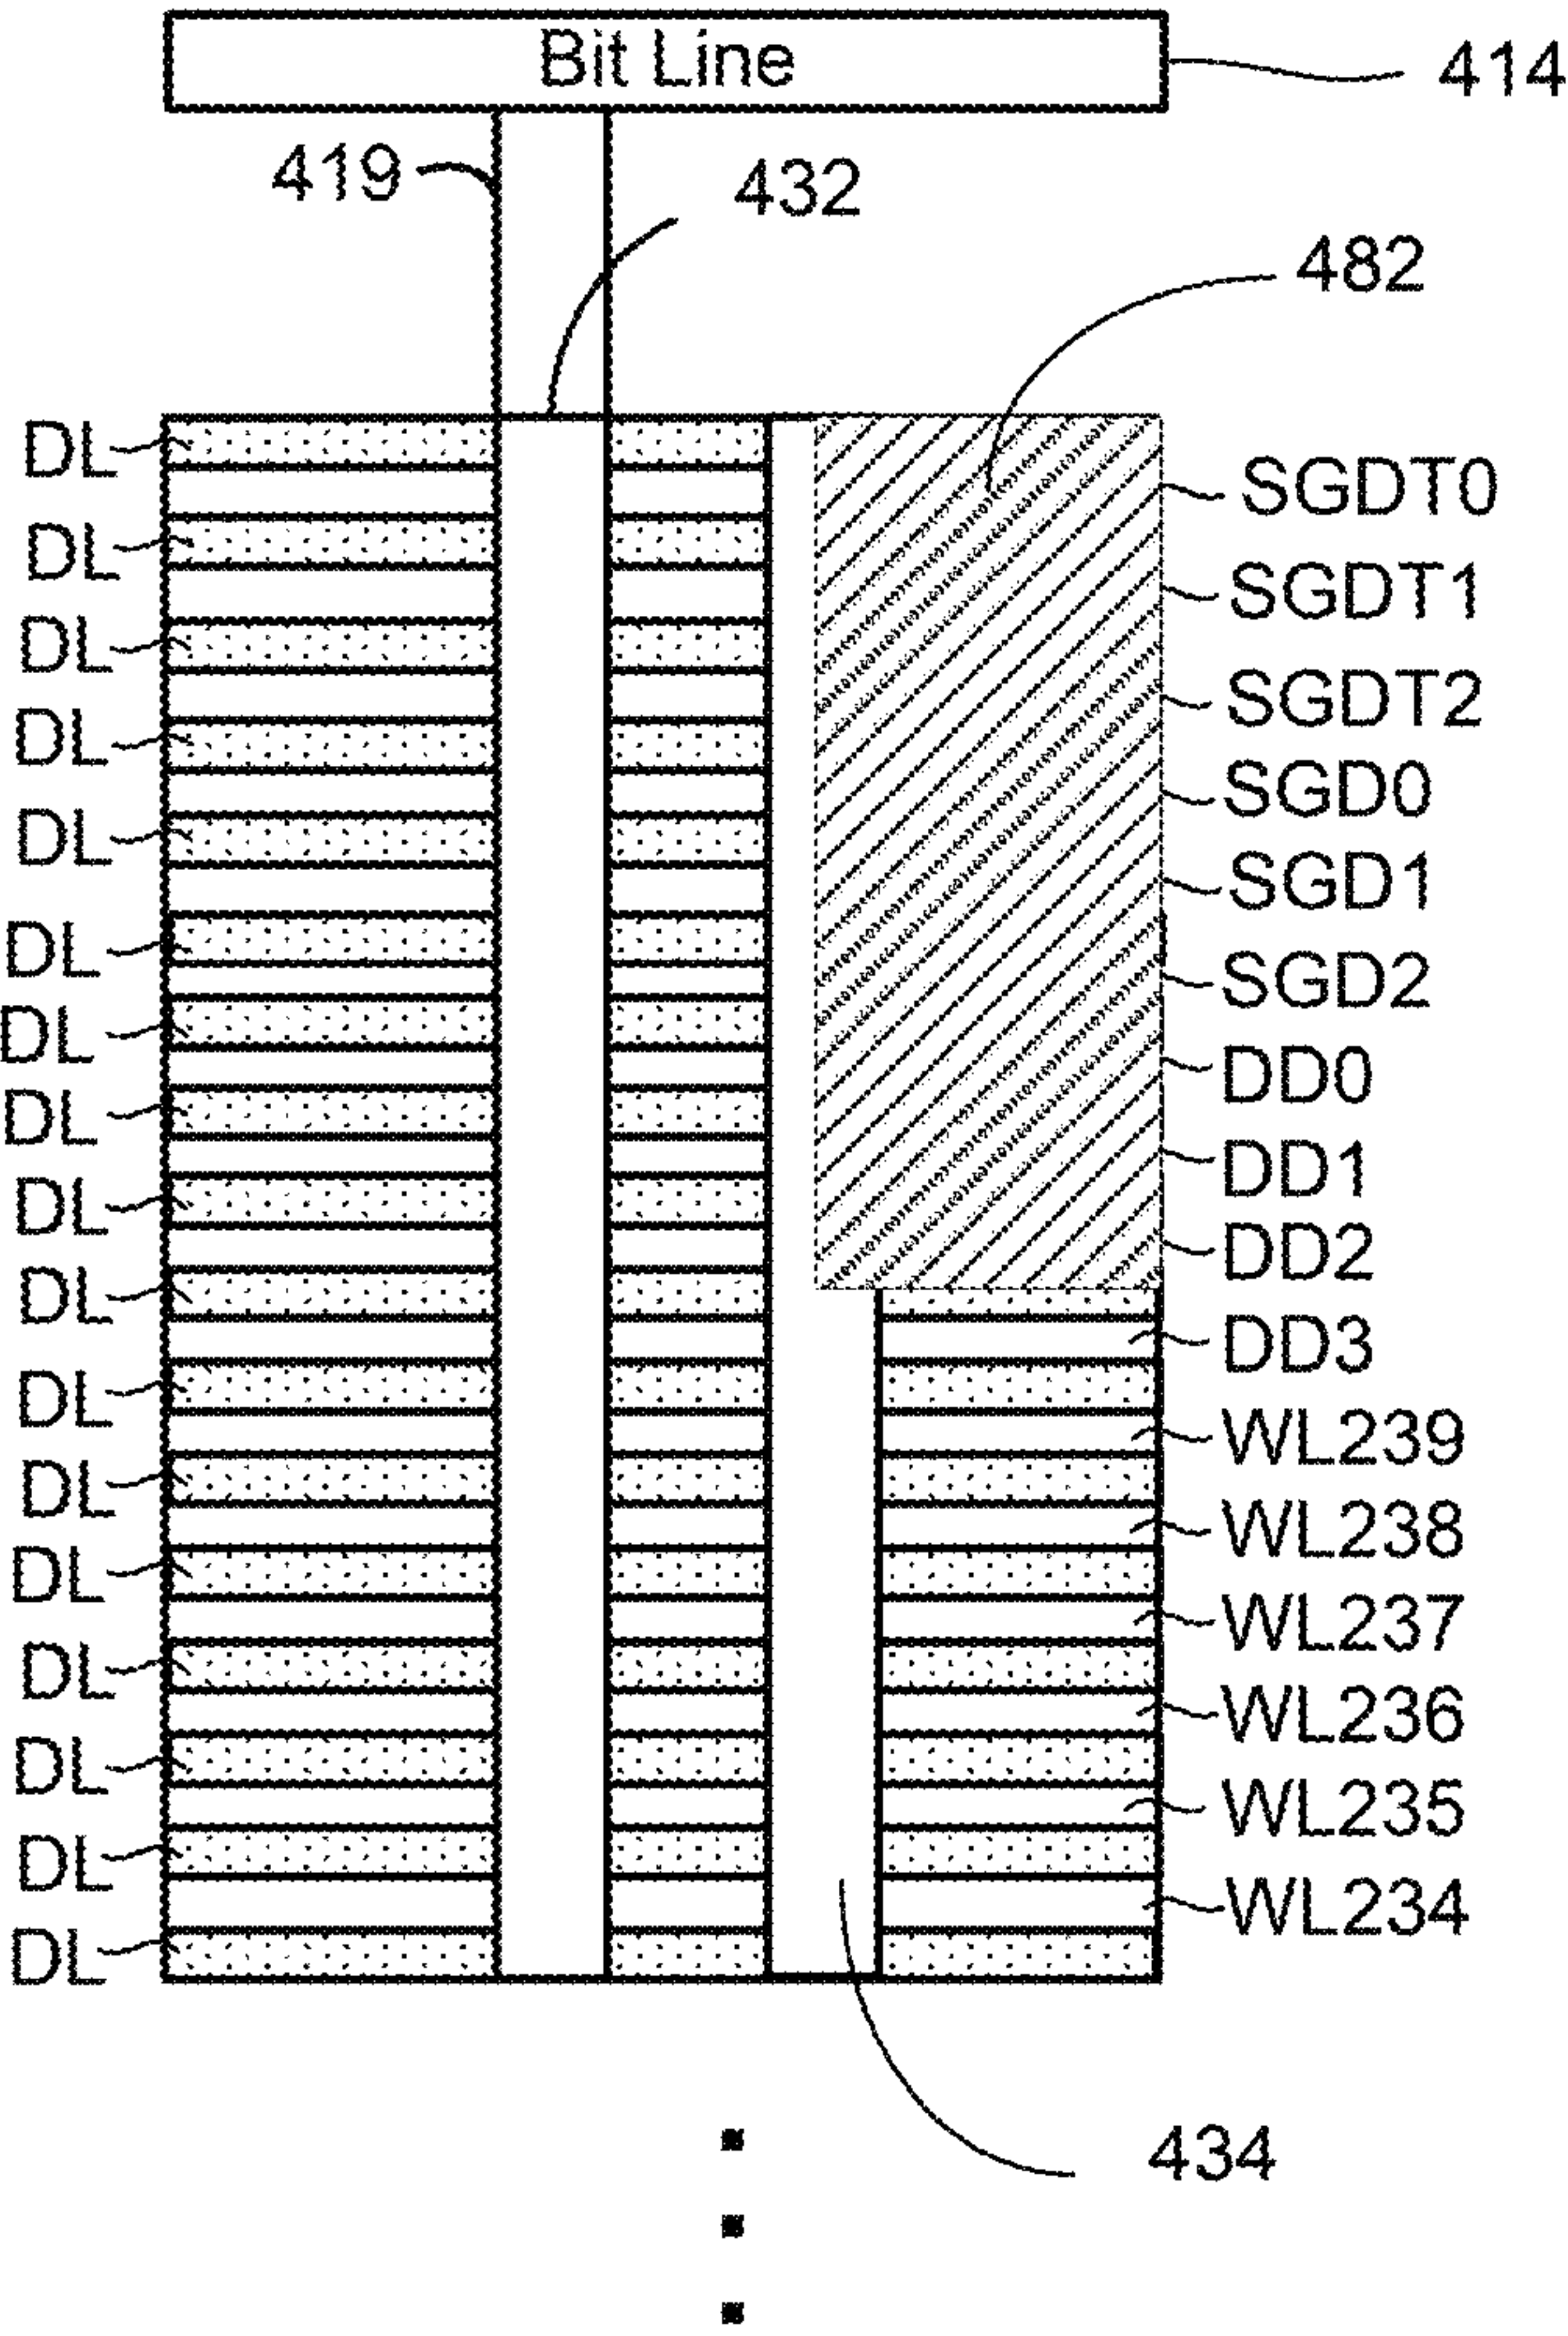 Bit Line
414
419
432
482
DL
SGDT0
DL
SGDT1
DL
SGDT2
DL
SGD0
DL
SGD1
DL
SGD2
DL
DD0
DL
DD1
DL
DD2
DL
DD3
DL
WL239
DL
WL238
DL
WL237
DL
WL236
DL
WL235
DL
WL234
DL
434